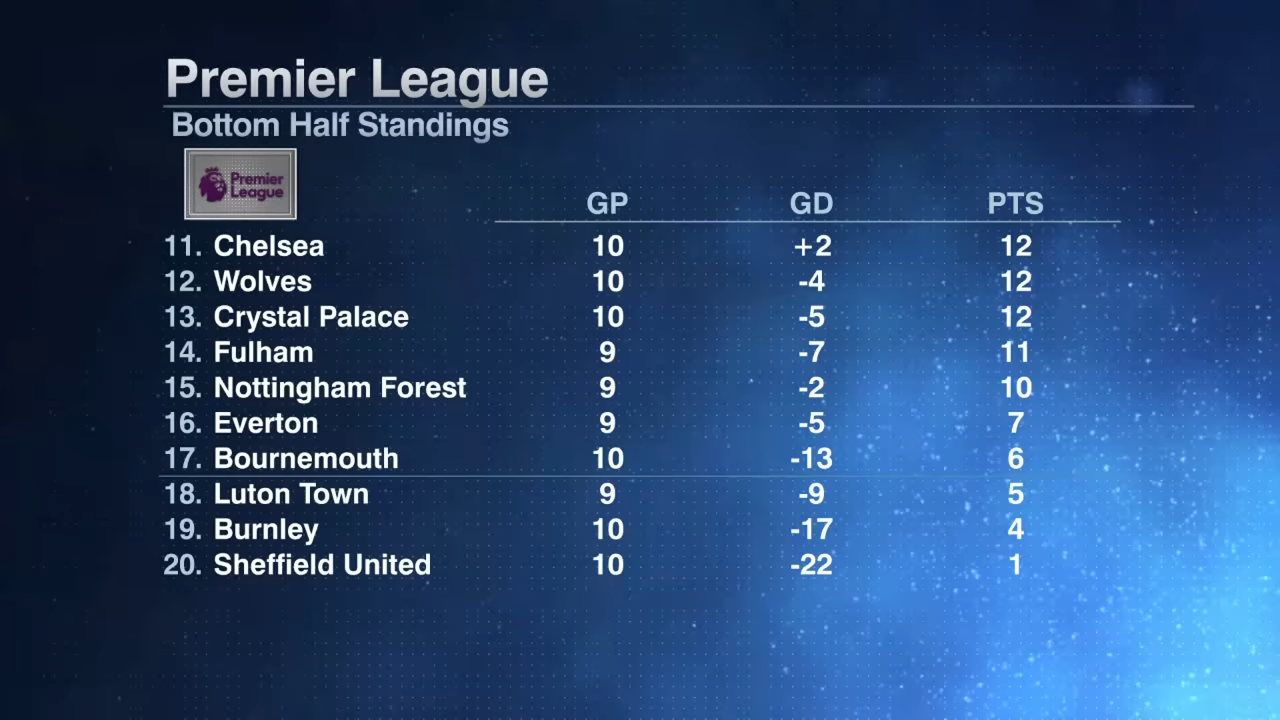 Premier League
Bottom Half Standings
Premier
League
GP GD PTS
11. Chelsea 10 +2 12
12. Wolves 10 -4 12
13. Crystal Palace 10 -5 12
14. Fulham 9 -7 11
15. Nottingham Forest 9 -2 10
16. Everton 9 -5 7
17. Bournemouth 10 -13 6
18. Luton Town 9 -9 5
19. Burnley 10 -17 4
20. Sheffield United 10 -22 1